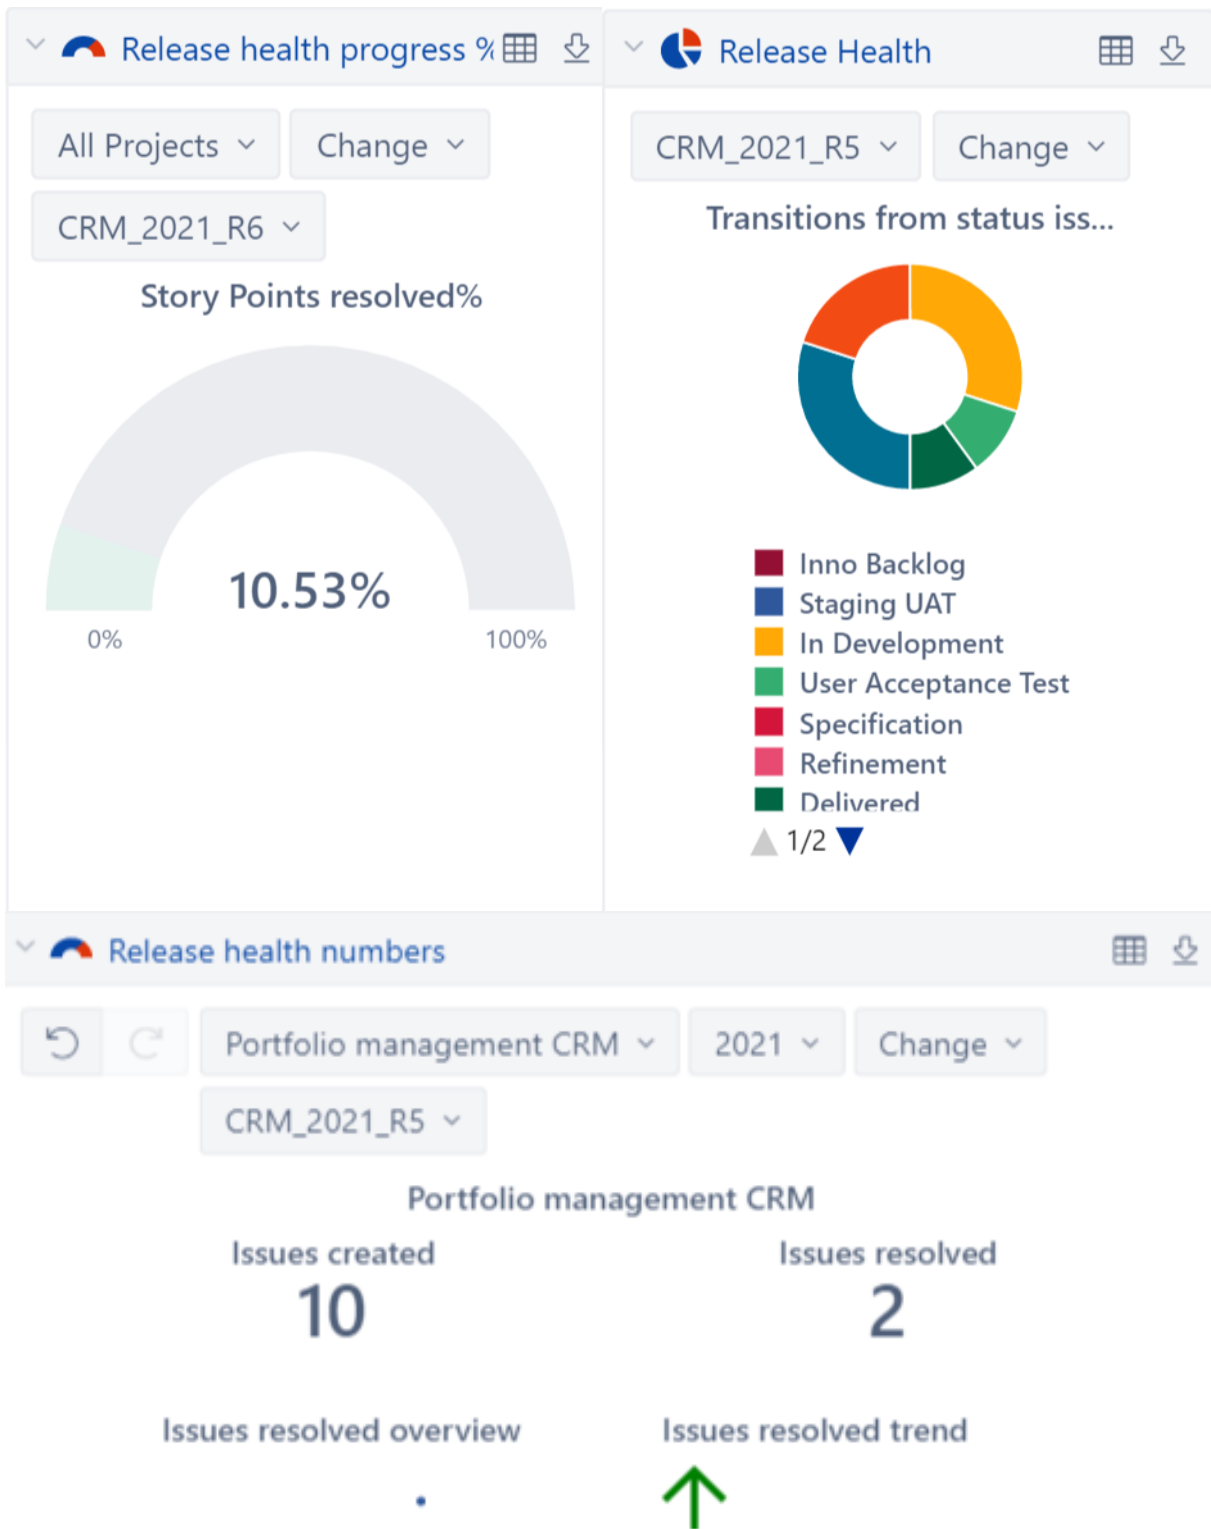 Release health progress %
All Projects
Change
CRM_2021_R6
Story Points resolved%
10.53%
0%
100%
Release Health
CRM_2021_R5
Change
Transitions from status iss...
Inno Backlog
Staging UAT
In Development
User Acceptance Test
Specification
Refinement
Delivered
1/2
Release health numbers
Portfolio management CRM
2021
Change
CRM_2021_R5
Portfolio management CRM
Issues created
10
Issues resolved
2
Issues resolved overview
Issues resolved trend